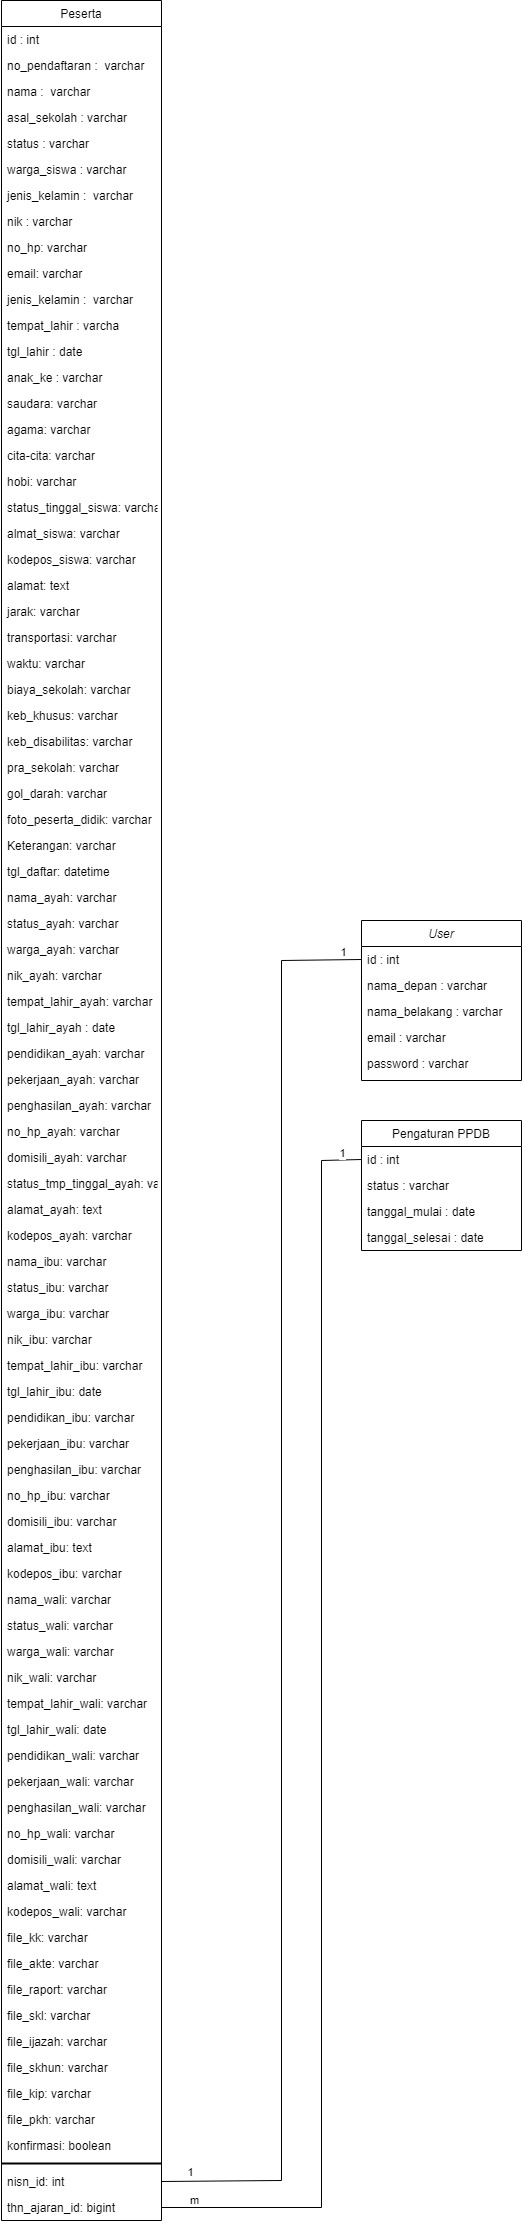 Peserta
id : int
no_pendaftaran :  varchar
nama :  varchar
asal_sekolah : varchar
status : varchar
warga_siswa : varchar
jenis_kelamin :  varchar
nik : varchar
no_hp: varchar
email: varchar
jenis_kelamin :  varchar
tempat_lahir : varcha
tgl_lahir : date
anak_ke : varchar
saudara: varchar
agama: varchar
cita-cita: varchar
hobi: varchar
status_tinggal_siswa: varcha
almat_siswa: varchar
kodepos_siswa: varchar
alamat: text
jarak: varchar
transportasi: varchar
waktu: varchar
biaya_sekolah: varchar
keb_khusus: varchar
keb_disabilitas: varchar
pra_sekolah: varchar
gol_darah: varchar
foto_peserta_didik: varchar
Keterangan: varchar
tgl_daftar: datetime
nama_ayah: varchar
status_ayah: varchar
warga_ayah: varchar
nik_ayah: varchar
tempat_lahir_ayah: varchar
tgl_lahir_ayah : date
pendidikan_ayah: varchar
pekerjaan_ayah: varchar
penghasilan_ayah: varchar
no_hp_ayah: varchar
domisili_ayah: varchar
status_tmp_tinggal_ayah: va
alamat_ayah: text
kodepos_ayah: varchar
nama_ibu: varchar
status_ibu: varchar
warga_ibu: varchar
nik_ibu: varchar
tempat_lahir_ibu: varchar
tgl_lahir_ibu: date
pendidikan_ibu: varchar
pekerjaan_ibu: varchar
penghasilan_ibu: varchar
no_hp_ibu: varchar
domisili_ibu: varchar
alamat_ibu: text
kodepos_ibu: varchar
nama_wali: varchar
status_wali: varchar
warga_wali: varchar
nik_wali: varchar
tempat_lahir_wali: varchar
tgl_lahir_wali: date
pendidikan_wali: varchar
pekerjaan_wali: varchar
penghasilan_wali: varchar
no_hp_wali: varchar
domisili_wali: varchar
alamat_wali: text
kodepos_wali: varchar
file_kk: varchar
file_akte: varchar
file_raport: varchar
file_skl: varchar
file_ijazah: varchar
file_skhun: varchar
file_kip: varchar
file_pkh: varchar
konfirmasi: boolean
nisn_id: int
thn_ajaran_id: bigint
1
m
1
User
id : int
nama_depan : varchar
nama_belakang : varchar
email : varchar
password : varchar
1
Pengaturan PPDB
id : int
status : varchar
tanggal_mulai : date
tanggal_selesai : date